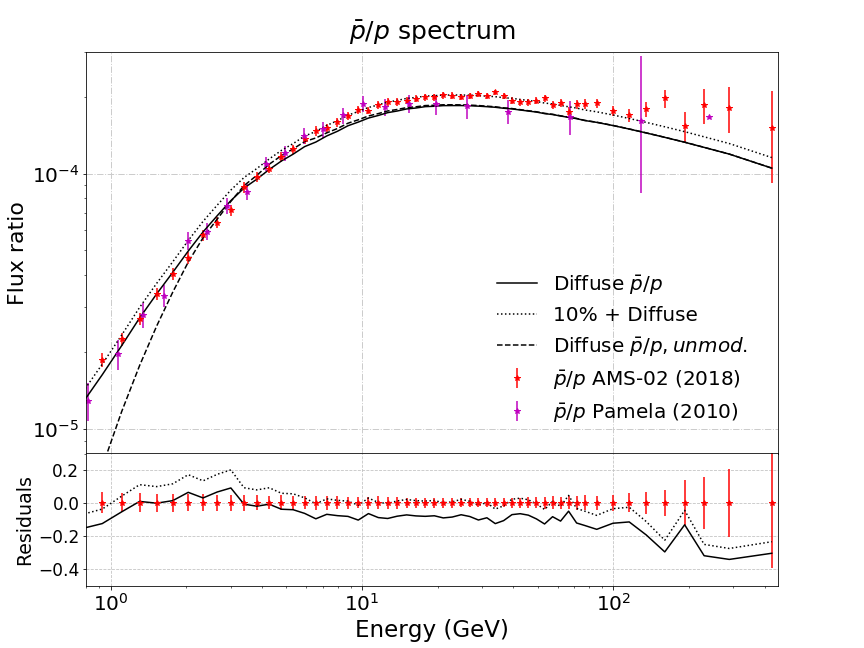 p̄/p spectrum
Flux ratio
10⁻⁴
10⁻⁵
Diffuse p̄/p
10% + Diffuse
Diffuse p̄/p, unmod.
p̄/p AMS-02 (2018)
p̄/p Pamela (2010)
Residuals
0.2
0.0
−0.2
−0.4
10⁰ 10¹ 10²
Energy (GeV)